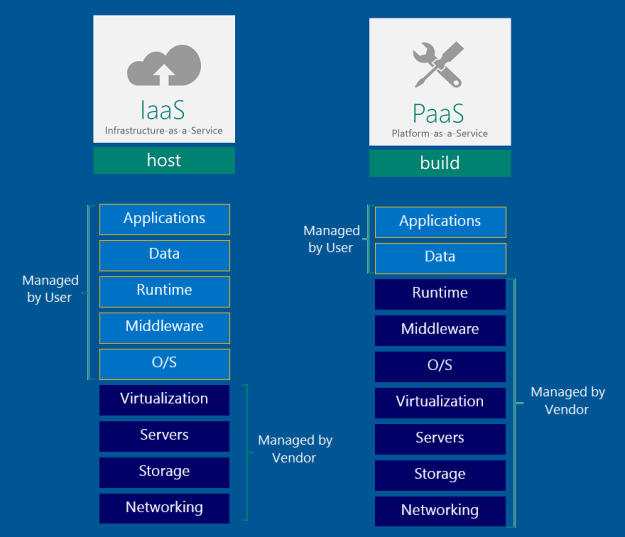 IaaS
Infrastructure-as-a-Service
host
Applications
Data
Runtime
Middleware
O/S
Virtualization
Servers
Storage
Networking
Managed
by User
Managed by
Vendor
PaaS
Platform-as-a-Service
build
Applications
Data
Runtime
Middleware
O/S
Virtualization
Servers
Storage
Networking
Managed
by User
Managed by
Vendor